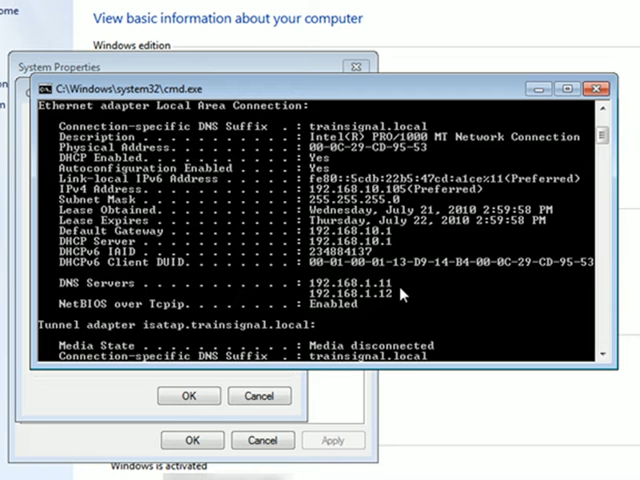 ome
View basic information about your computer
Windows edition
System Properties
C:\Windows\system32\cmd.exe
Ethernet adapter Local Area Connection:
Connection-specific DNS Suffix  . : trainsignal.local
Description . . . . . . . . . . . : Intel(R) PRO/1000 MT Network Connection
Physical Address. . . . . . . . . : 00-0C-29-CD-95-53
DHCP Enabled. . . . . . . . . . . : Yes
Autoconfiguration Enabled . . . . : Yes
Link-local IPv6 Address . . . . . : fe80::5cdb:22b5:47cd:a1ce%11(Preferred)
IPv4 Address. . . . . . . . . . . : 192.168.10.105(Preferred)
Subnet Mask . . . . . . . . . . . : 255.255.255.0
Lease Obtained. . . . . . . . . . : Wednesday, July 21, 2010 2:59:58 PM
Lease Expires . . . . . . . . . . : Thursday, July 22, 2010 2:59:58 PM
Default Gateway . . . . . . . . . : 192.168.10.1
DHCP Server . . . . . . . . . . . : 192.168.10.1
DHCPv6 IAID . . . . . . . . . . . : 234884137
DHCPv6 Client DUID. . . . . . . . : 00-01-00-01-13-D9-14-B4-00-0C-29-CD-95-53
DNS Servers . . . . . . . . . . . : 192.168.1.11
192.168.1.12
NetBIOS over Tcpip. . . . . . . . : Enabled
Tunnel adapter isatap.trainsignal.local:
Media State . . . . . . . . . . . : Media disconnected
Connection-specific DNS Suffix  . : trainsignal.local
OK Cancel
OK Cancel Apply
Windows is activated